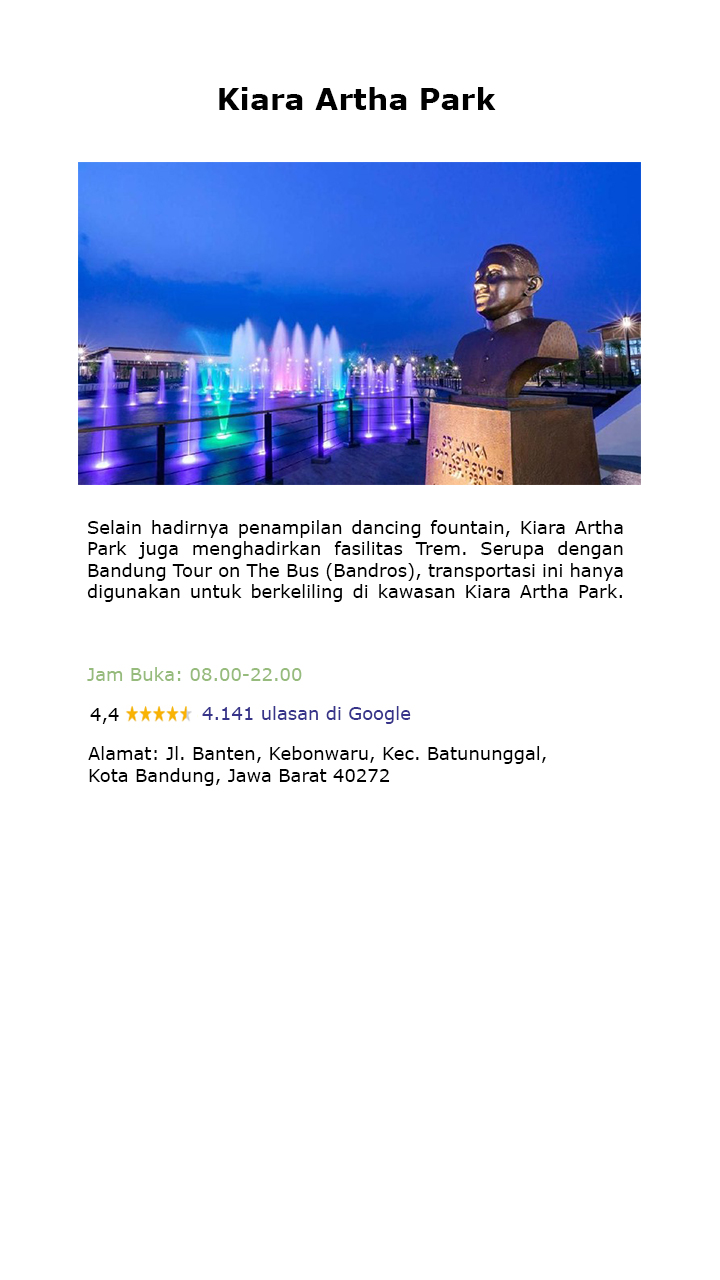 Kiara Artha Park
SRI LANKA
Selain hadirnya penampilan dancing fountain, Kiara Artha
Park juga menghadirkan fasilitas Trem. Serupa dengan
Bandung Tour on The Bus (Bandros), transportasi ini hanya
digunakan untuk berkeliling di kawasan Kiara Artha Park.
Jam Buka: 08.00-22.00
4,4 4.141 ulasan di Google
Alamat: Jl. Banten, Kebonwaru, Kec. Batununggal,
Kota Bandung, Jawa Barat 40272